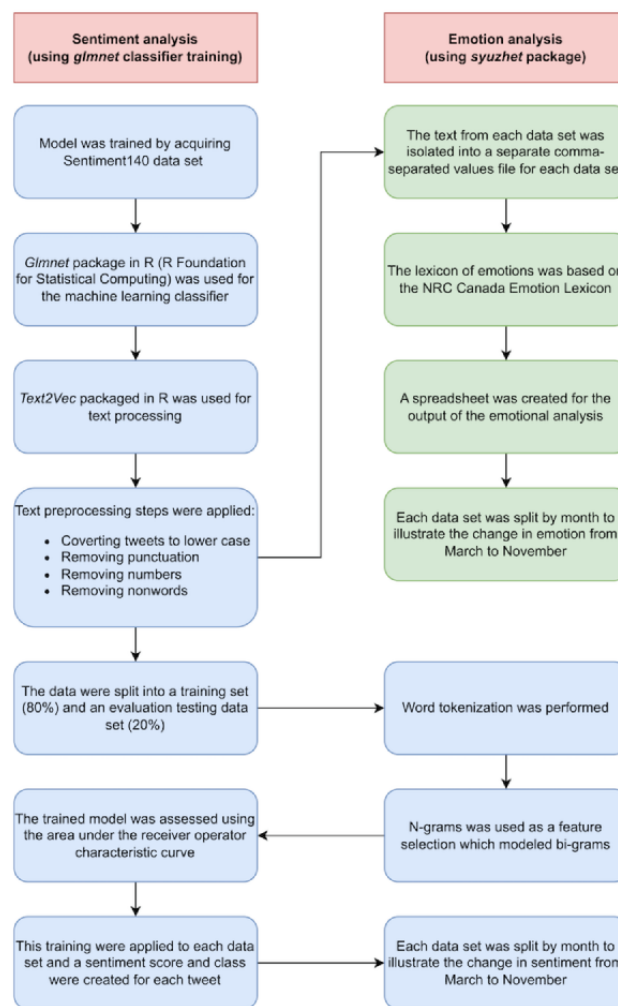 Sentiment analysis
(using glmnet classifier training)
Emotion analysis
(using syuzhet package)
Model was trained by acquiring
Sentiment140 data set
The text from each data set was
isolated into a separate comma-
separated values file for each data se
Glmnet package in R (R Foundation
for Statistical Computing) was used for
the machine learning classifier
The lexicon of emotions was based or
the NRC Canada Emotion Lexicon
Text2Vec packaged in R was used for
text processing
A spreadsheet was created for the
output of the emotional analysis
Text preprocessing steps were applied:
• Coverting tweets to lower case
• Removing punctuation
• Removing numbers
• Removing nonwords
Each data set was split by month to
illustrate the change in emotion from
March to November
The data were split into a training set
(80%) and an evaluation testing data
set (20%)
Word tokenization was performed
The trained model was assessed using
the area under the receiver operator
characteristic curve
N-grams was used as a feature
selection which modeled bi-grams
This training were applied to each data
set and a sentiment score and class
were created for each tweet
Each data set was split by month to
illustrate the change in sentiment from
March to November